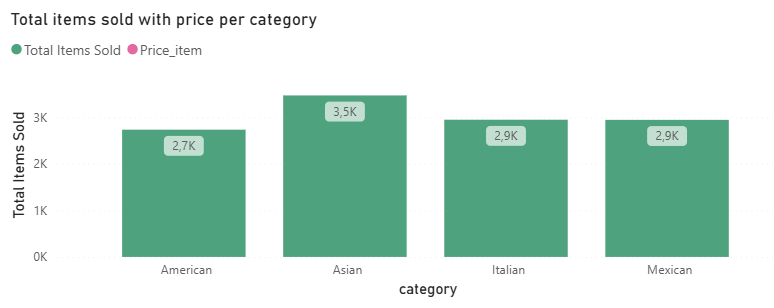 Total items sold with price per category
Total Items Sold Price_item
Total Items Sold
3K
2K
1K
0K
2,7K 3,5K 2,9K 2,9K
American Asian Italian Mexican
category